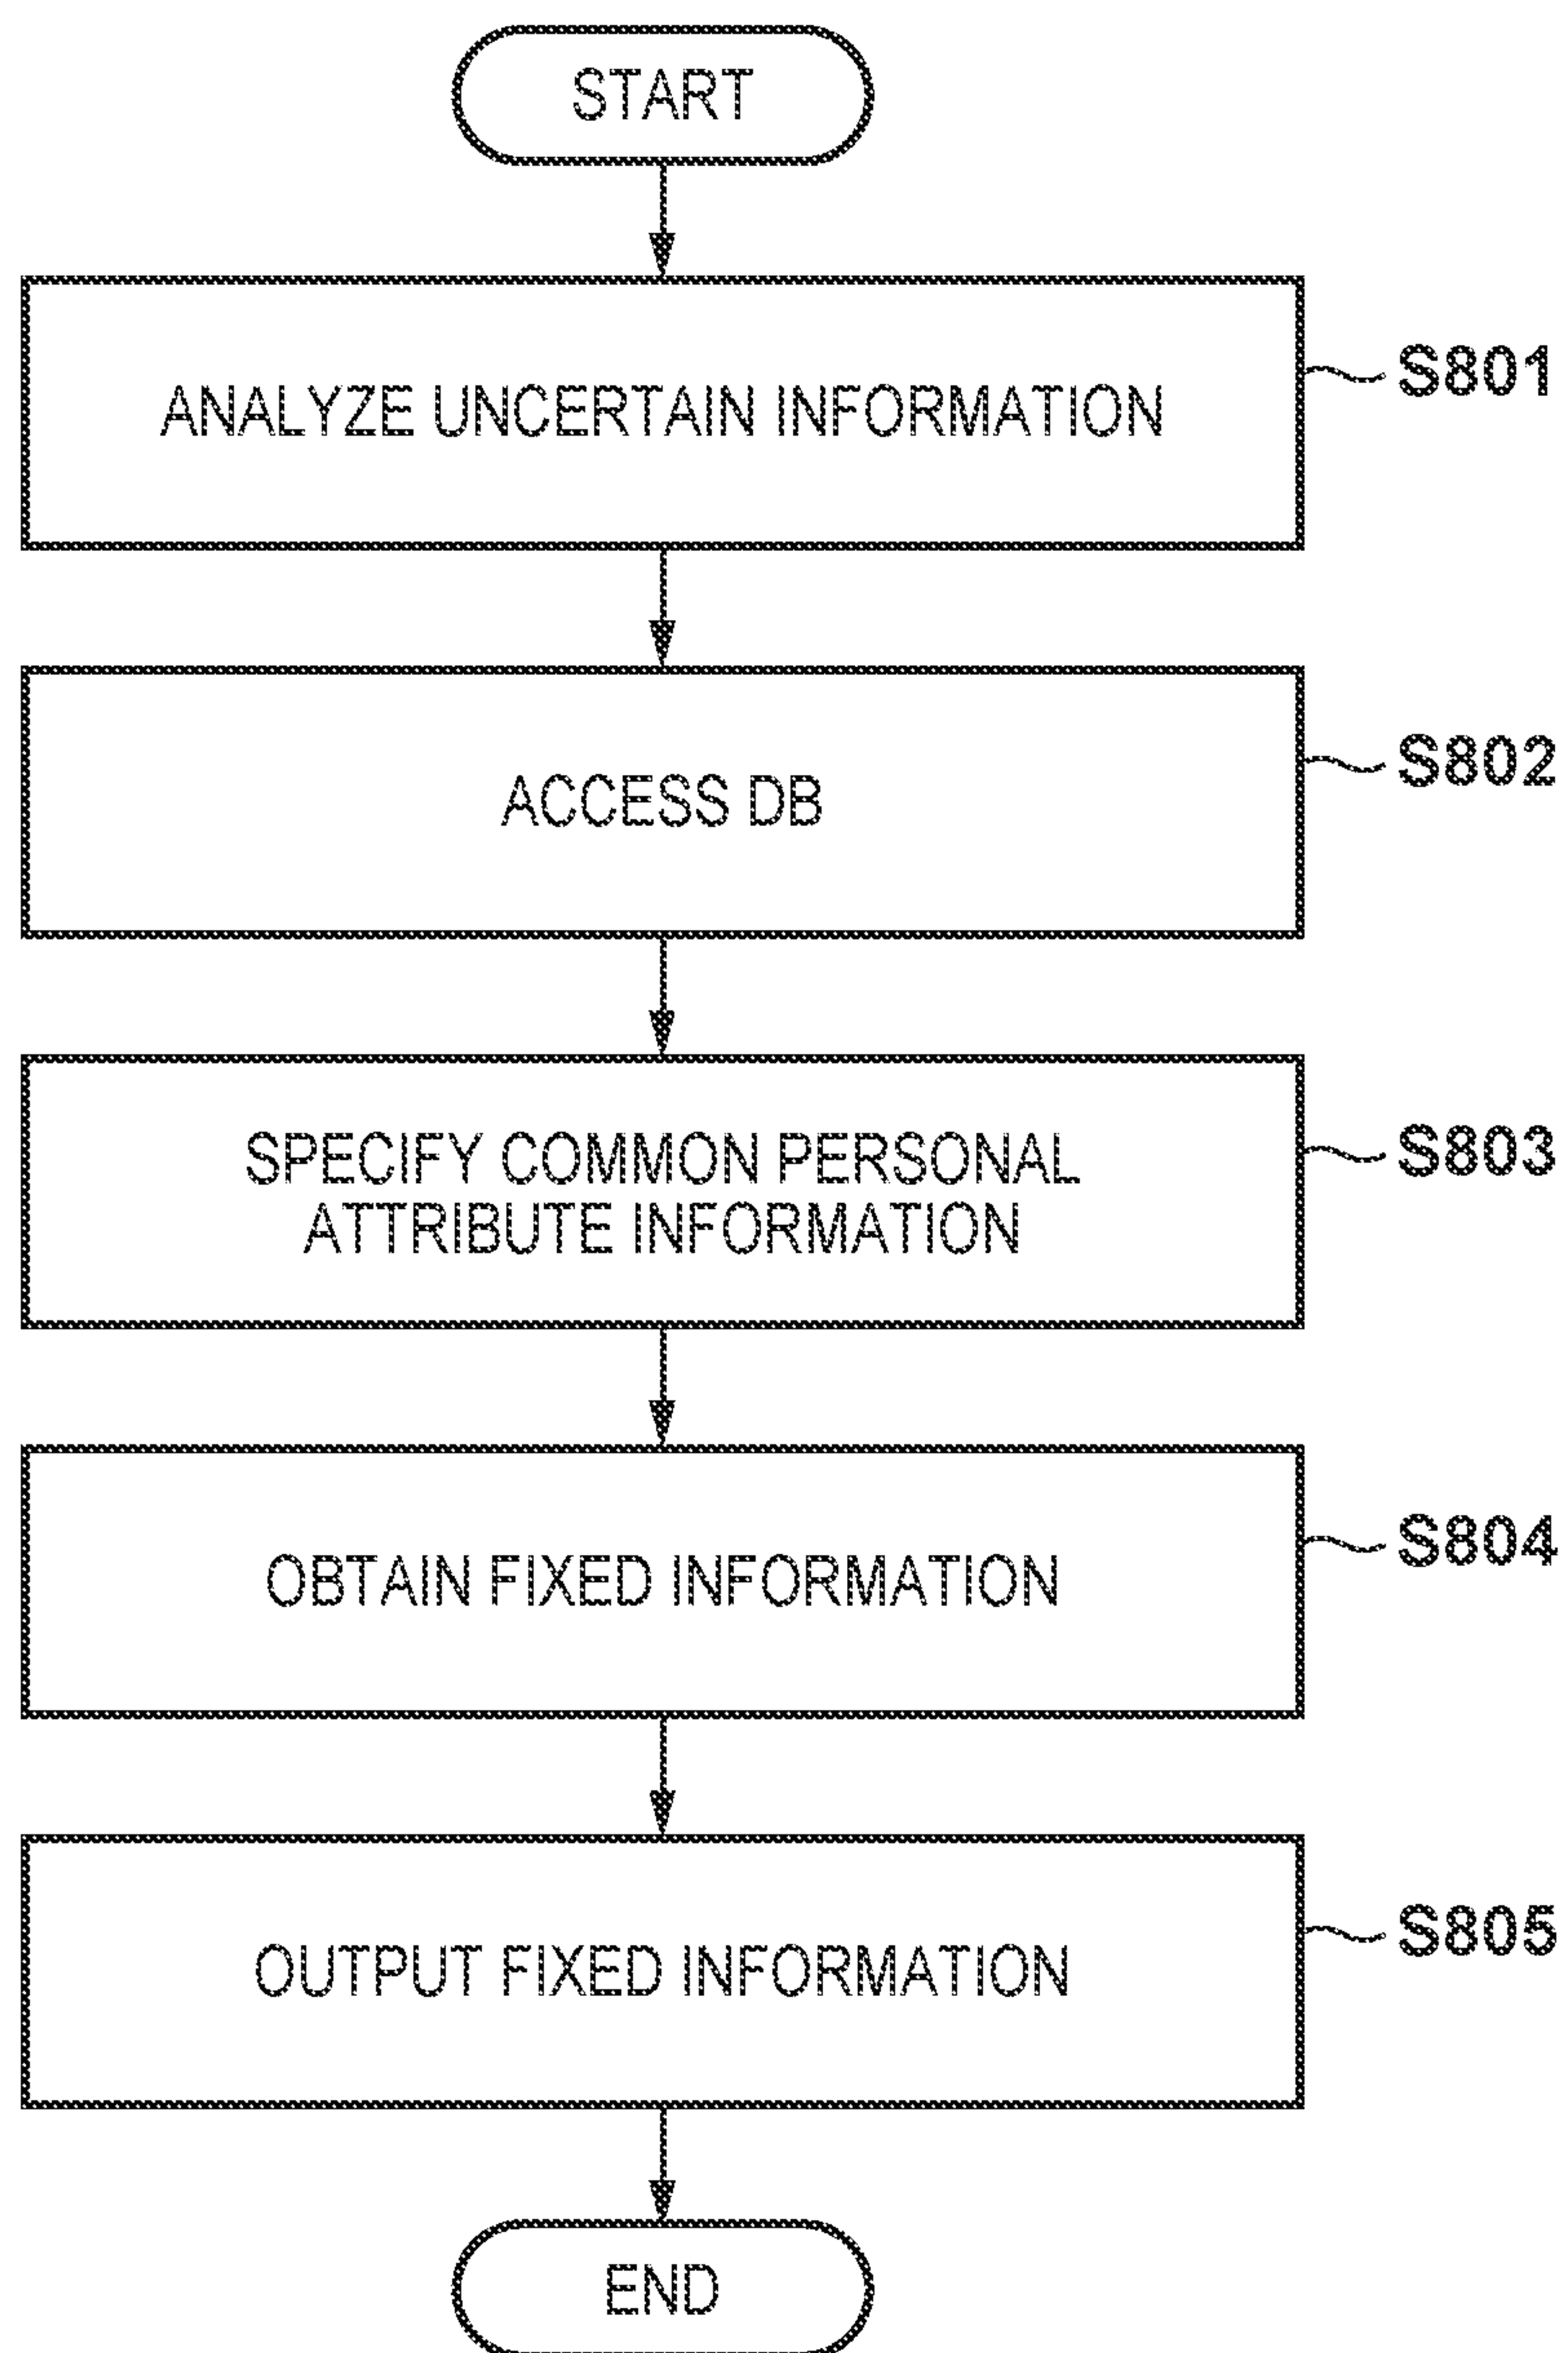 START
ANALYZE UNCERTAIN INFORMATION
S801
ACCESS DB
S802
SPECIFY COMMON PERSONAL
ATTRIBUTE INFORMATION
S803
OBTAIN FIXED INFORMATION
S804
OUTPUT FIXED INFORMATION
S805
END